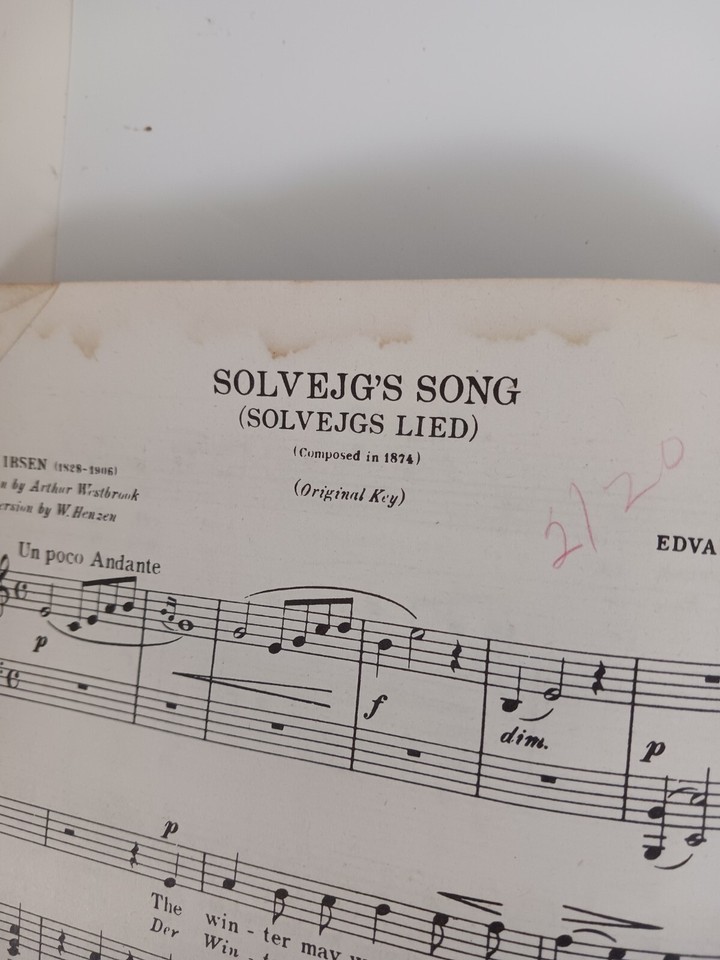 SOLVEJG'S SONG
(SOLVEJGS LIED)
(Composed in 1874)
(Original Key)
2/20
IBSEN (1828-1906)
n by Arthur Westbrook
ersion by W. Henzen
EDVA
Un poco Andante
p
f
dim.
p
p
The win - ter may
Der Win -